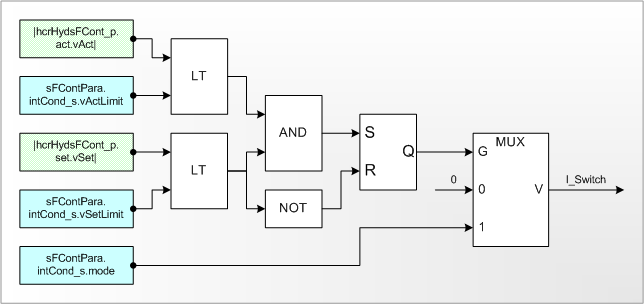 |hcrHydsFCont_p.
act.vAct|
sFContPara.
intCond_s.vActLimit
LT
|hcrHydsFCont_p.
set.vSet|
sFContPara.
intCond_s.vSetLimit
LT
AND
NOT
S
R
Q
MUX
G
0
0
1
V
I_Switch
sFContPara.
intCond_s.mode